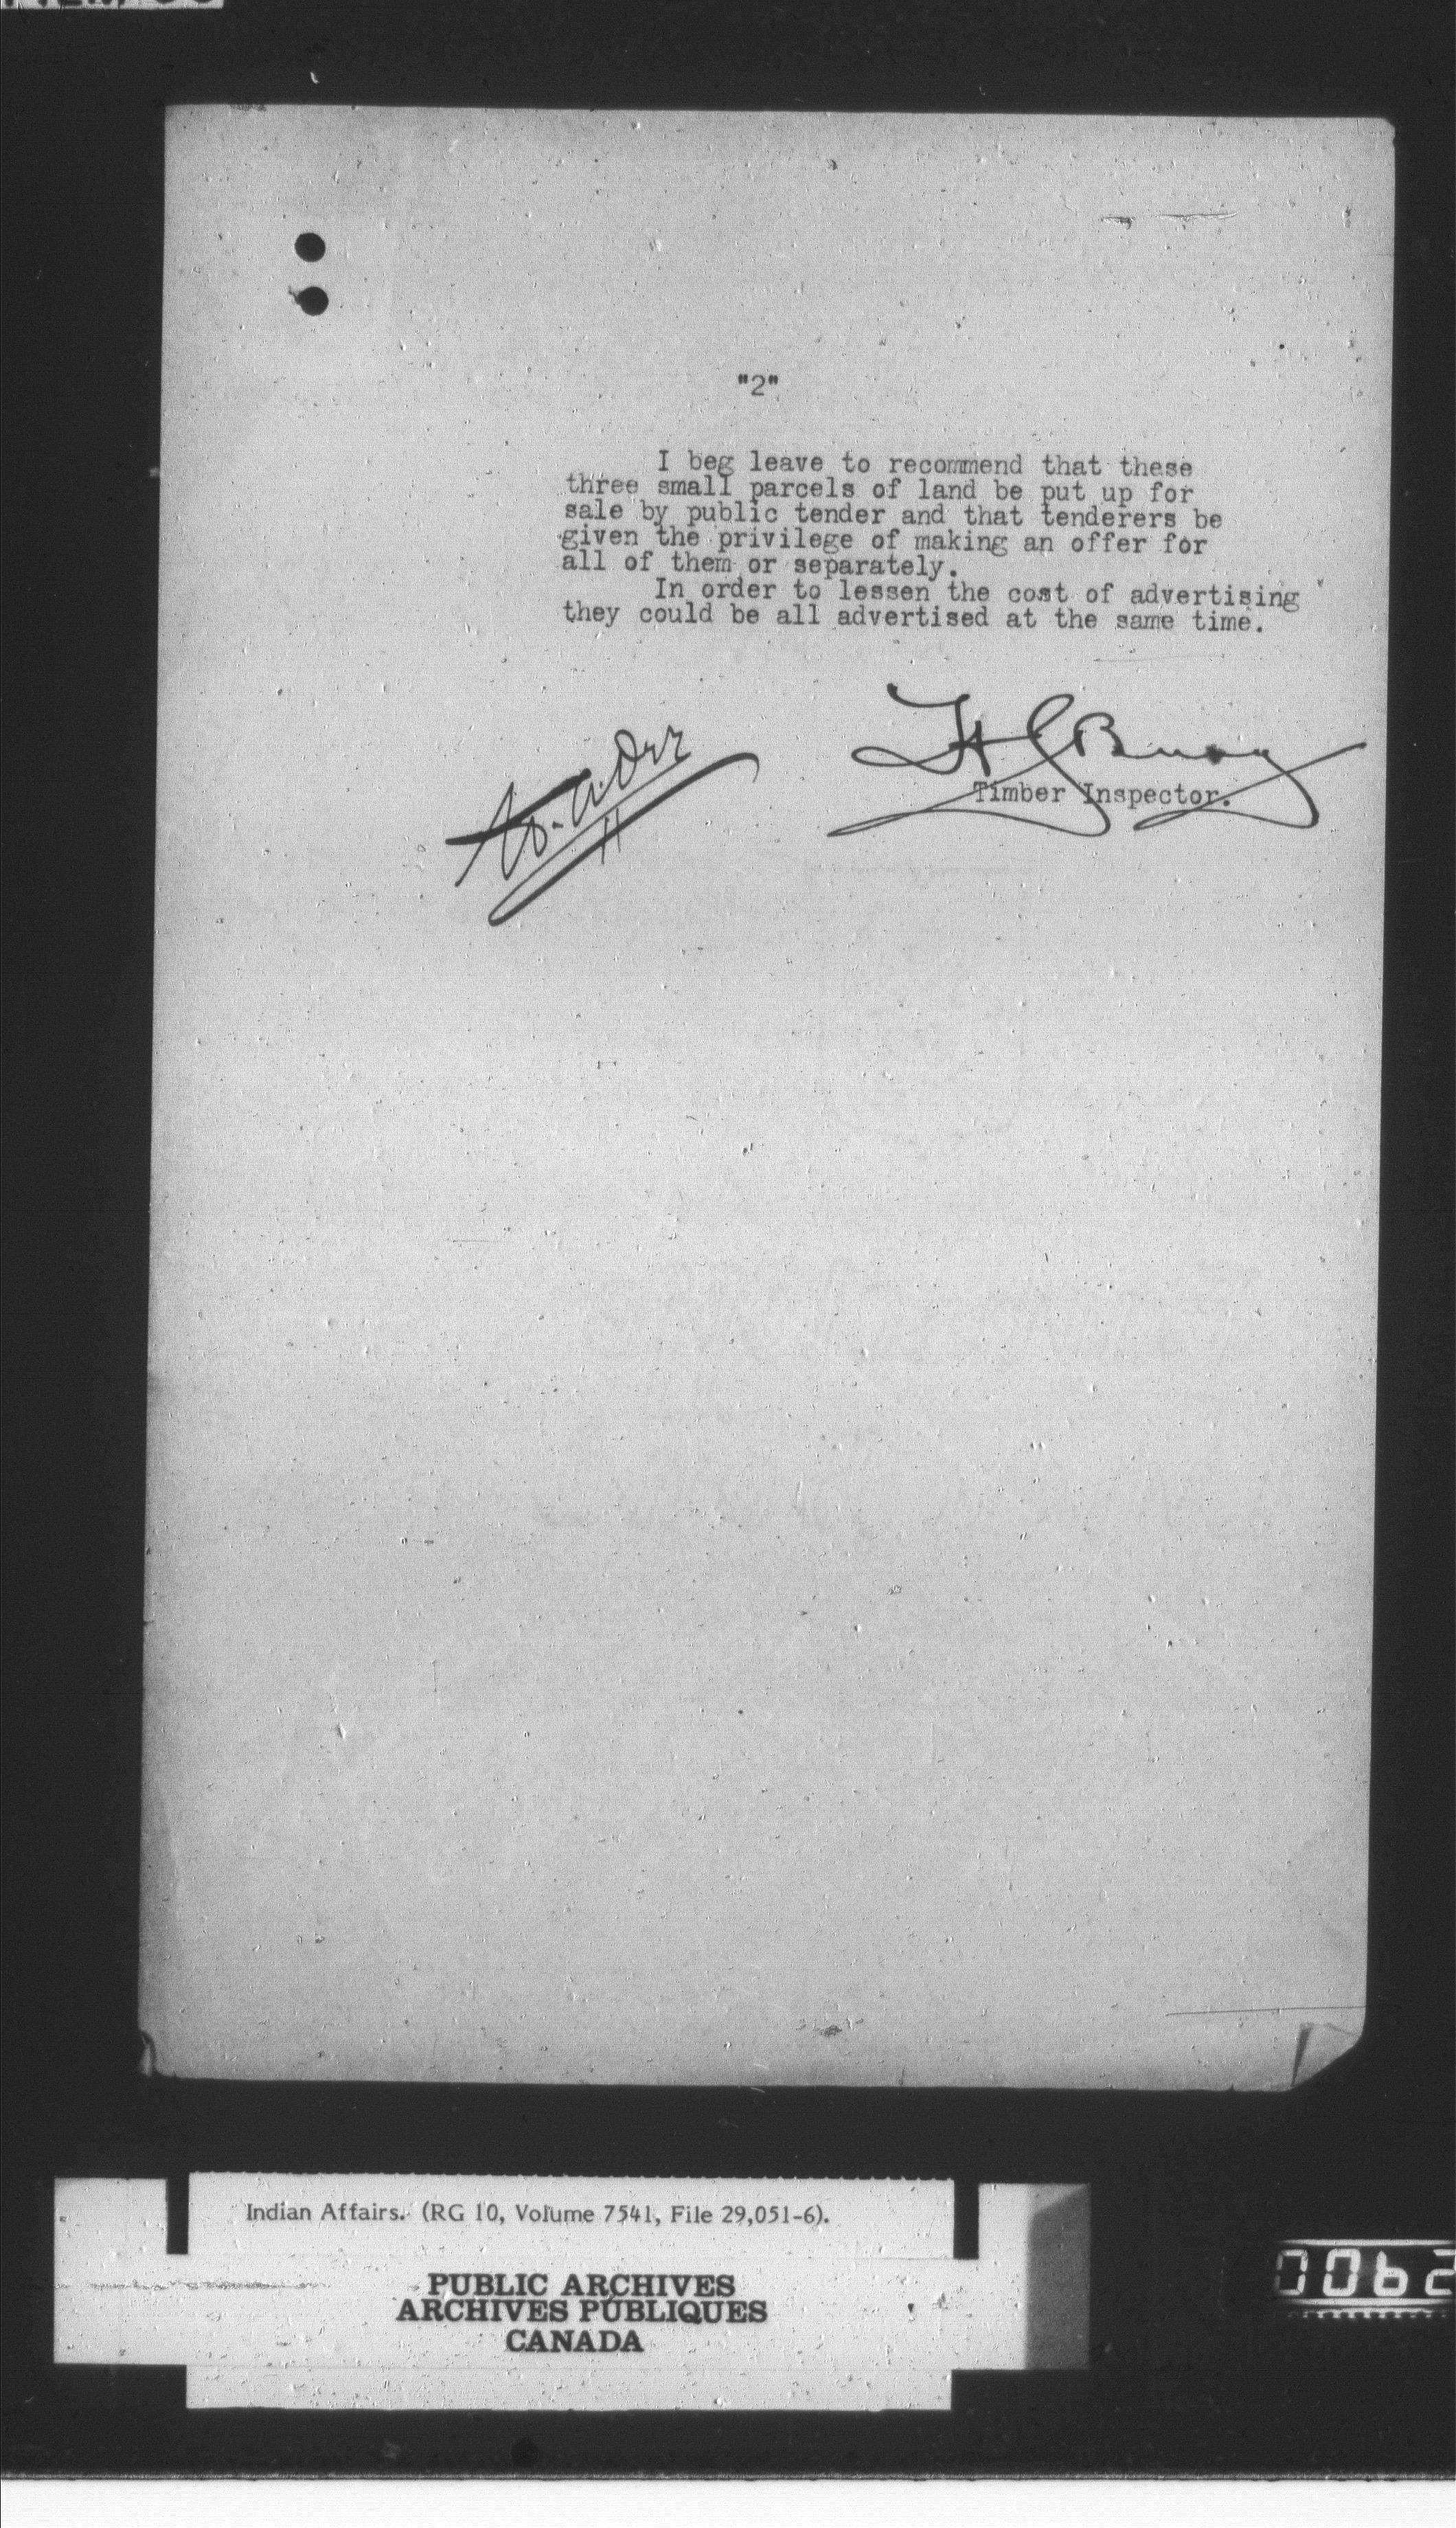 "2"
I beg leave to recommend that these
three small parcels of land be put up for
sale by public tender and that tenderers be
given the privilege of making an offer for
all of them or separately.
In order to lessen the cost of advertising
they could be all advertised at the same time.
Timber Inspector.
Indian Affairs. (RG 10, Volume 7541, File 29,051-6).
PUBLIC ARCHIVES
ARCHIVES PUBLIQUES
CANADA